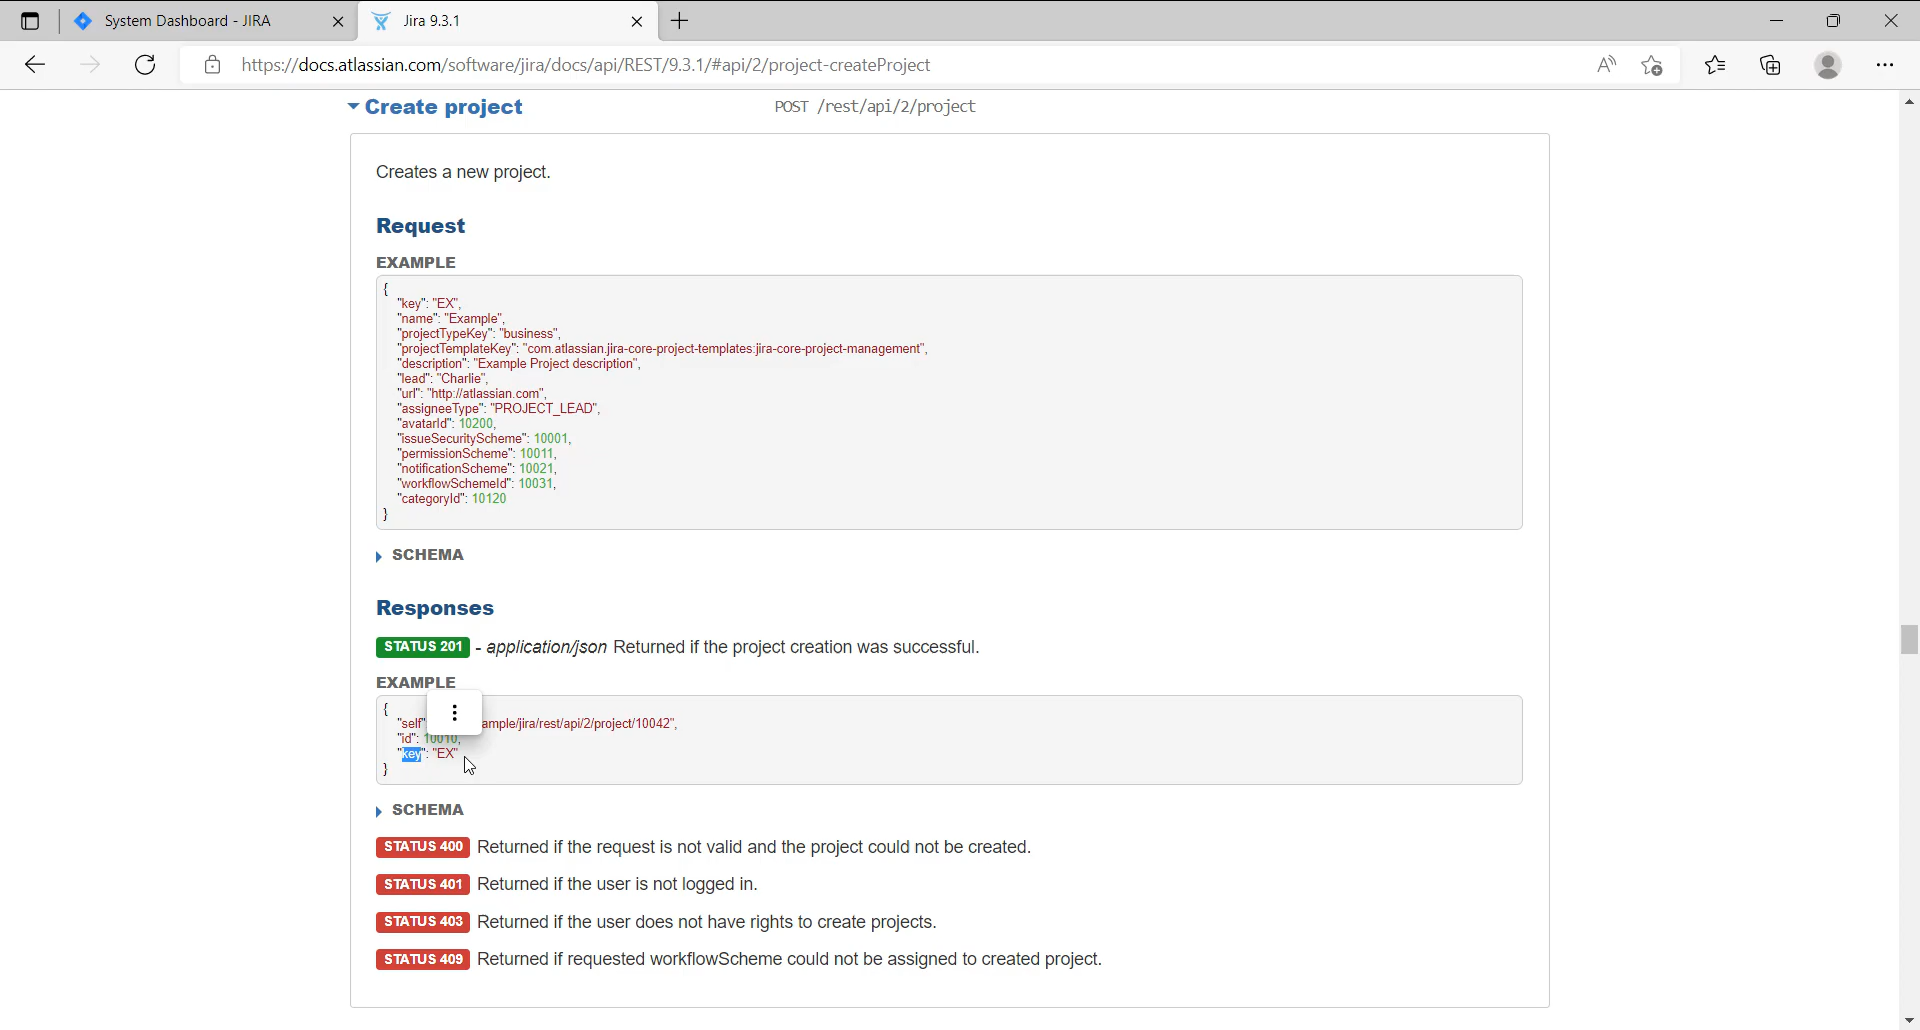 System Dashboard - JIRA
Jira 9.3.1
https://docs.atlassian.com/software/jira/docs/api/REST/9.3.1/#api/2/project-createProject
Create project
POST /rest/api/2/project
Creates a new project.
Request
EXAMPLE
{
"key": "EX",
"name": "Example",
"projectTypeKey": "business",
"projectTemplateKey": "com.atlassian.jira-core-project-templates:jira-core-project-management",
"description": "Example Project description",
"lead": "Charlie",
"url": "http://atlassian.com",
"assigneeType": "PROJECT_LEAD",
"avatarId": 10200,
"issueSecurityScheme": 10001,
"permissionScheme": 10011,
"notificationScheme": 10021,
"workflowSchemeId": 10031,
"categoryId": 10120
}
SCHEMA
Responses
STATUS 201 - application/json Returned if the project creation was successful.
EXAMPLE
{
"self" ample/jira/rest/api/2/project/10042",
"id": 10010,
"key": "EX"
}
SCHEMA
STATUS 400 Returned if the request is not valid and the project could not be created.
STATUS 401 Returned if the user is not logged in.
STATUS 403 Returned if the user does not have rights to create projects.
STATUS 409 Returned if requested workflowScheme could not be assigned to created project.